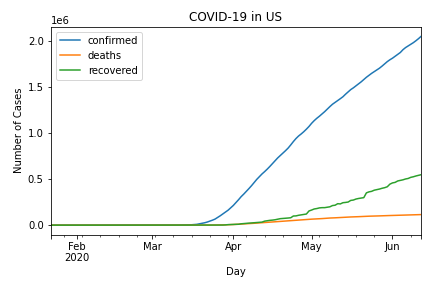 COVID-19 in US
1e6
confirmed
deaths
recovered
Number of Cases
2.0
1.5
1.0
0.5
0.0
Feb Mar Apr May Jun
2020
Day